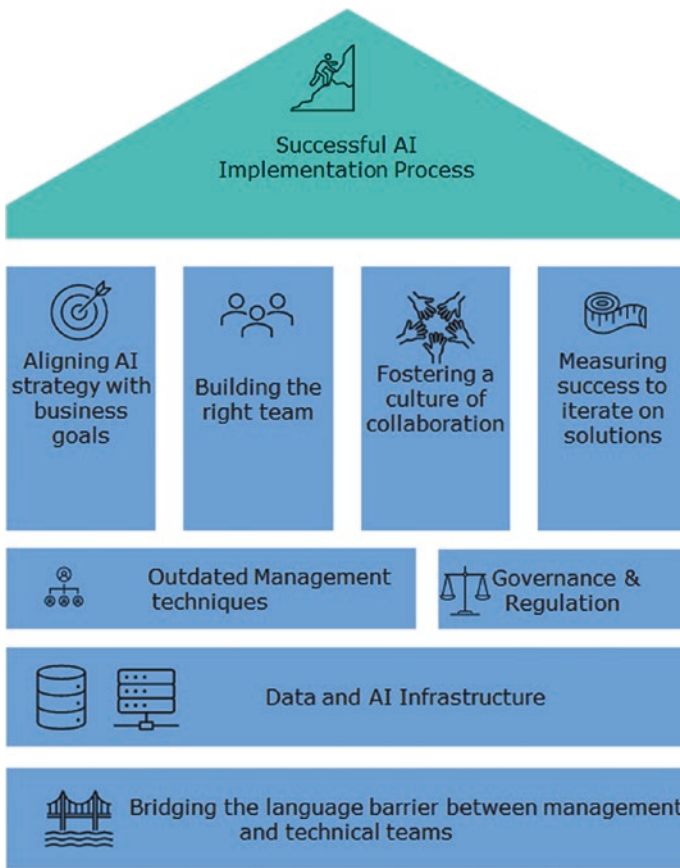 Successful AI
Implementation Process
Aligning AI
strategy with
business
goals
Building the
right team
Fostering a
culture of
collaboration
Measuring
success to
iterate on
solutions
Outdated Management
techniques
Governance &
Regulation
Data and AI Infrastructure
Bridging the language barrier between management
and technical teams